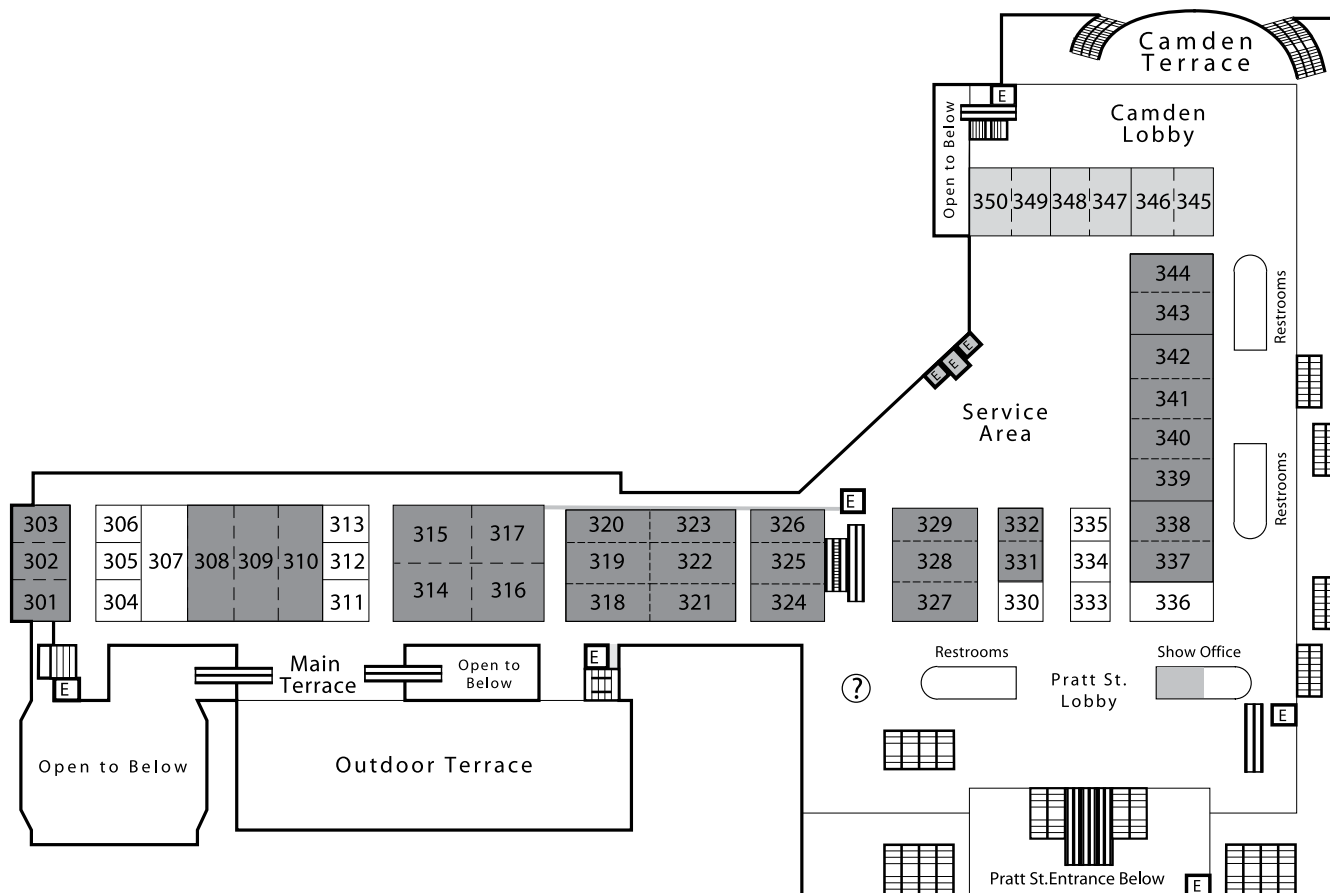 Camden
Terrace
E
Open to Below
Camden
Lobby
350 349 348 347 346 345
344
343
Restrooms
342
E
E
E
341
Service
Area
340
339
Restrooms
E
303 306 313 315 317 320 323 326 329 332 335 338
302 305 307 308 309 310 312 319 322 325 328 331 334 337
301 304 311 314 316 318 321 324 327 330 333 336
E
Main
Terrace
Open to
Below
E
Restrooms
Show Office
?
Pratt St.
Lobby
E
Open to Below
Outdoor Terrace
Pratt St.Entrance Below
E